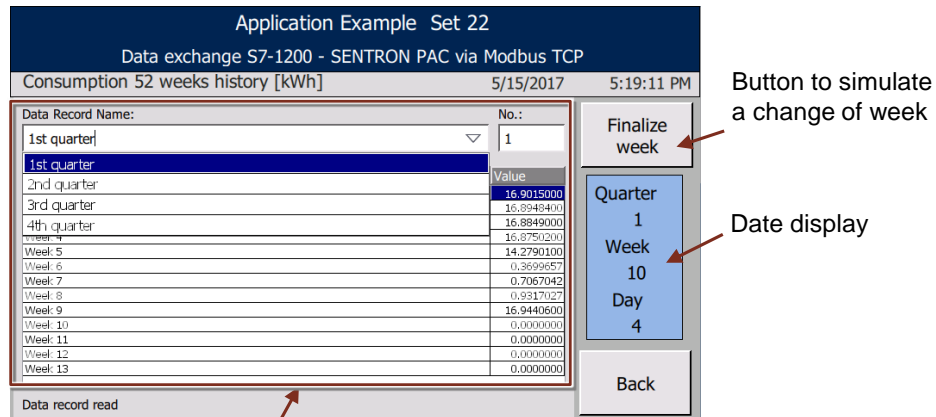 Application Example Set 22
Data exchange S7-1200 - SENTRON PAC via Modbus TCP
Consumption 52 weeks history [kWh] 5/15/2017 5:19:11 PM
Data Record Name: No.:
1st quarter 1
1st quarter
2nd quarter
3rd quarter
4th quarter
Value
16.9015000
16.8948400
16.8849000
Week 4 16.8750200
Week 5 14.2790100
Week 6 0.3699657
Week 7 0.7067042
Week 8 0.9317027
Week 9 16.9440600
Week 10 0.0000000
Week 11 0.0000000
Week 12 0.0000000
Week 13 0.0000000
Data record read
Finalize
week
Quarter
1
Week
10
Day
4
Back
Button to simulate
a change of week
Date display